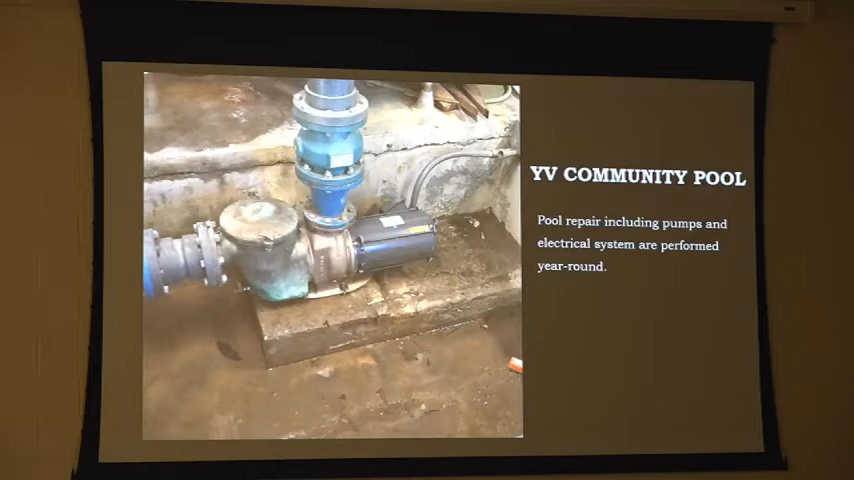 YV COMMUNITY POOL
Pool repair including pumps and
electrical system are performed
year-round.